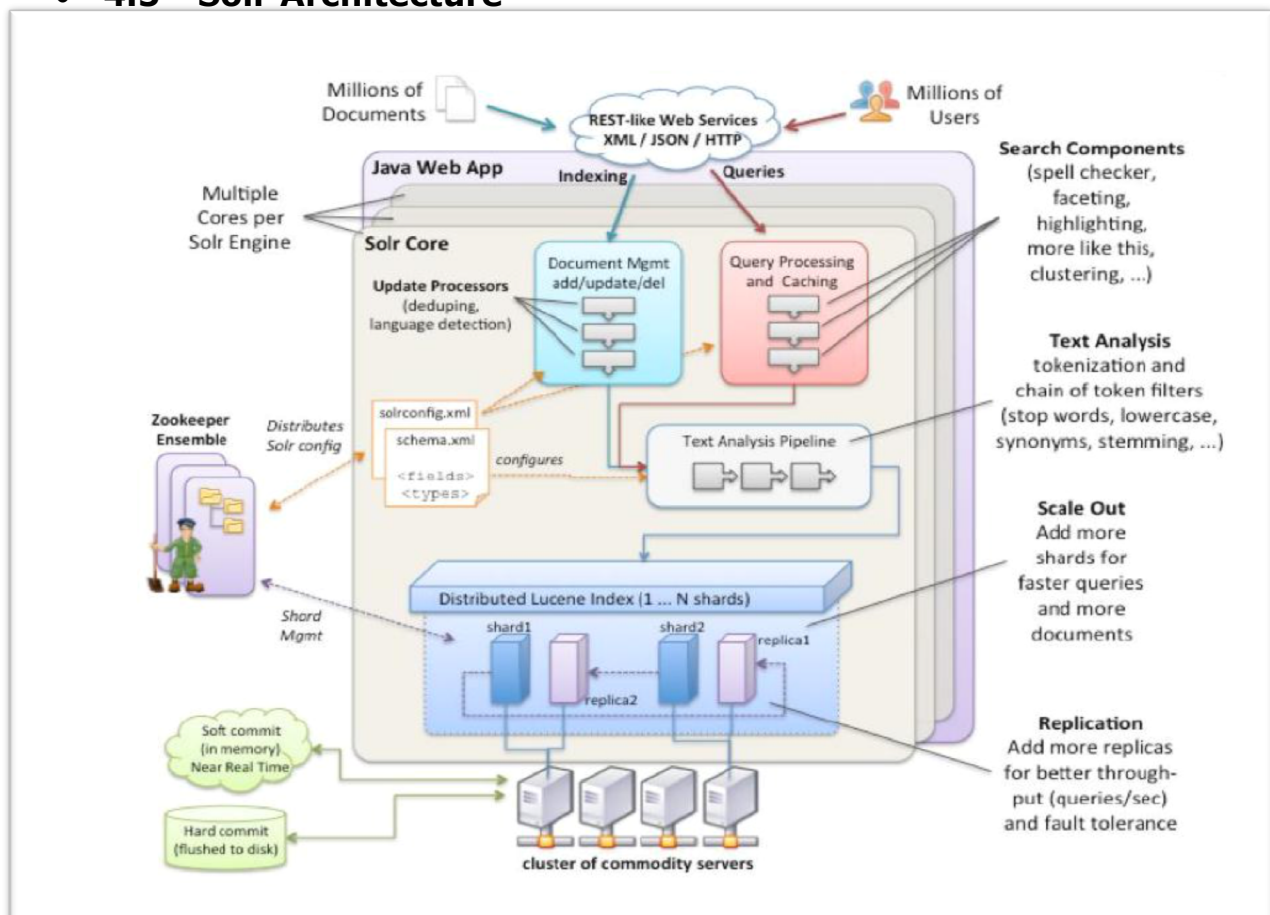 • 4.3 Solr Architecture
Millions of
Documents
REST-like Web Services
XML / JSON / HTTP
Millions of
Users
Java Web App
Indexing
Queries
Search Components
(spell checker,
faceting,
highlighting,
more like this,
clustering, ...)
Multiple
Cores per
Solr Engine
Solr Core
Document Mgmt
add/update/del
Query Processing
and Caching
Update Processors
(deduping,
language detection)
Text Analysis
tokenization and
chain of token filters
(stop words, lowercase,
synonyms, stemming, ...)
Zookeeper
Ensemble
Distributes
Solr config
solrconfig.xml
schema.xml
<fields>
<types>
configures
Text Analysis Pipeline
Scale Out
Add more
shards for
faster queries
and more
documents
Distributed Lucene Index (1 ... N shards)
Shard
Mgmt
shard1
replica2
shard2
replica1
Replication
Add more replicas
for better through-
put (queries/sec)
and fault tolerance
Soft commit
(in memory)
Near Real Time
Hard commit
(flushed to disk)
cluster of commodity servers